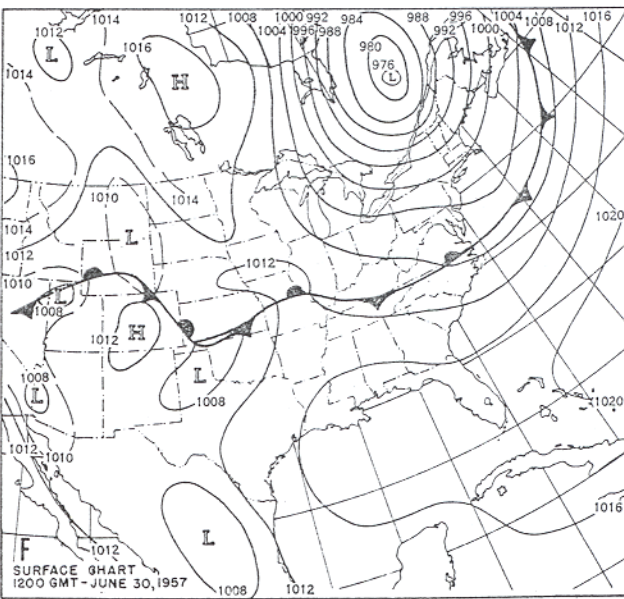 1012 1014 1012 1008 1000 992 984 988 996 1004 1008 1016
1016 1004 996 988 992 1000 1012
L 980
1014 H 976 L
1016 1010 1014
1020
1014 L
1012 1012
1010 L
1008 H
1012
L
1008 L 1008
1020
1012 1010
1016
1012
F L
SURFACE CHART
1200 GMT - JUNE 30, 1957 1008 1012